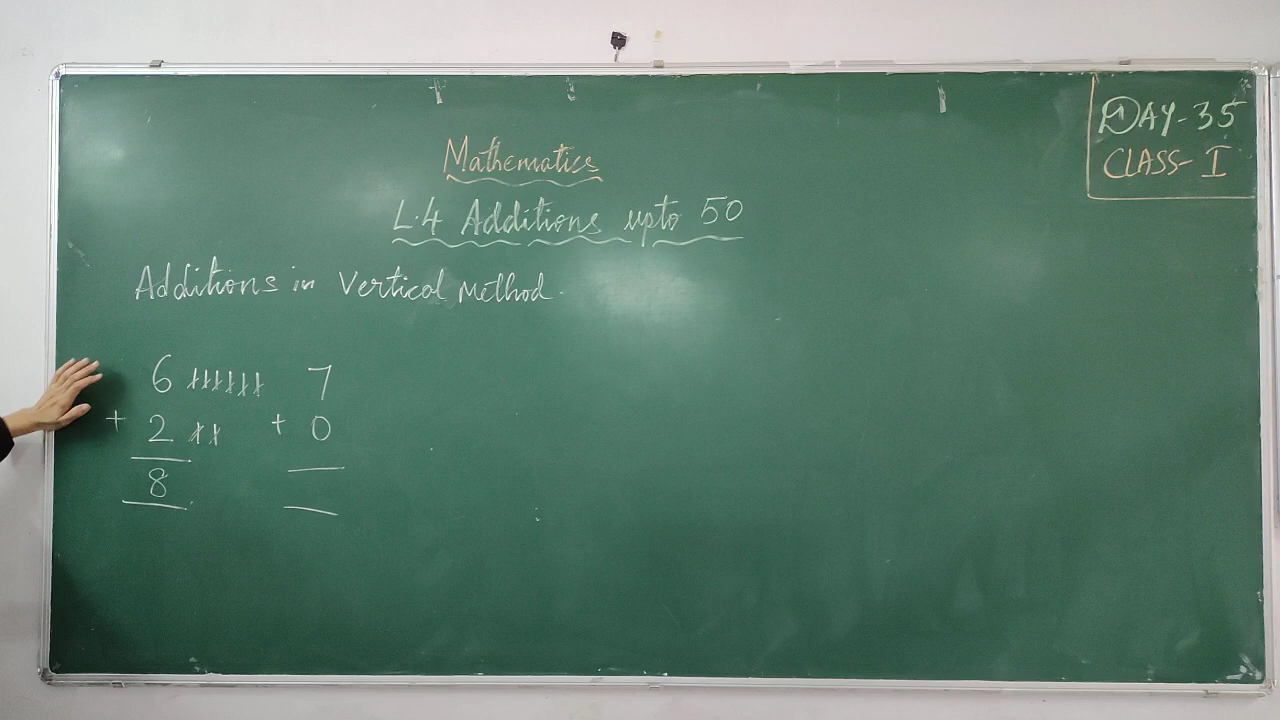 DAY-35
CLASS-I
Mathematics
L.4 Additions upto 50
Additions in Vertical Method.
6 7
+ 2 + 0
8